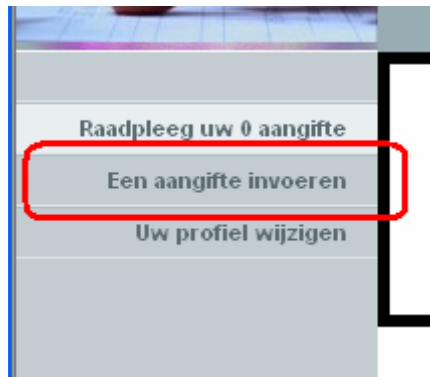 Raadpleeg uw 0 aangifte
Een aangifte invoeren
Uw profiel wijzigen